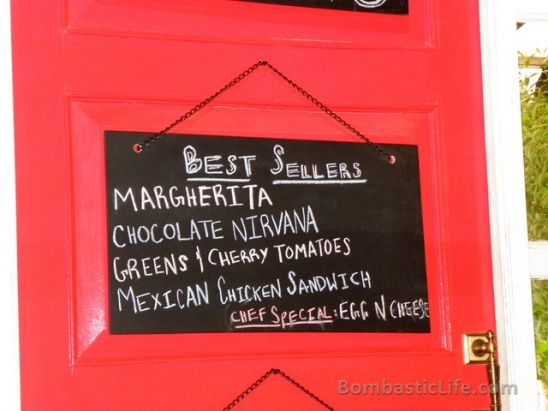 BEST SELLERS
MARGHERITA
CHOCOLATE NIRVANA
GREENS & CHERRY TOMATOES
MEXICAN CHICKEN SANDWICH
CHEF SPECIAL: EGG N CHEESE
BombasticLife.com